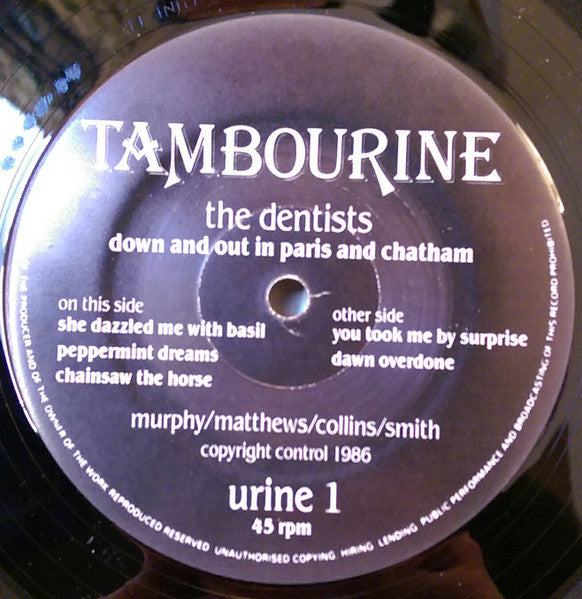 TAMBOURINE
the dentists
down and out in paris and chatham
on this side
she dazzled me with basil
peppermint dreams
chainsaw the horse
other side
you took me by surprise
dawn overdone
murphy/matthews/collins/smith
copyright control 1986
urine 1
45 rpm
THE PRODUCER AND OF THE OWNER OF THE WORK REPRODUCED RESERVED UNAUTHORISED COPYING HIRING LENDING PUBLIC PERFORMANCE AND BROADCASTING OF THIS RECORD PROHIBITED